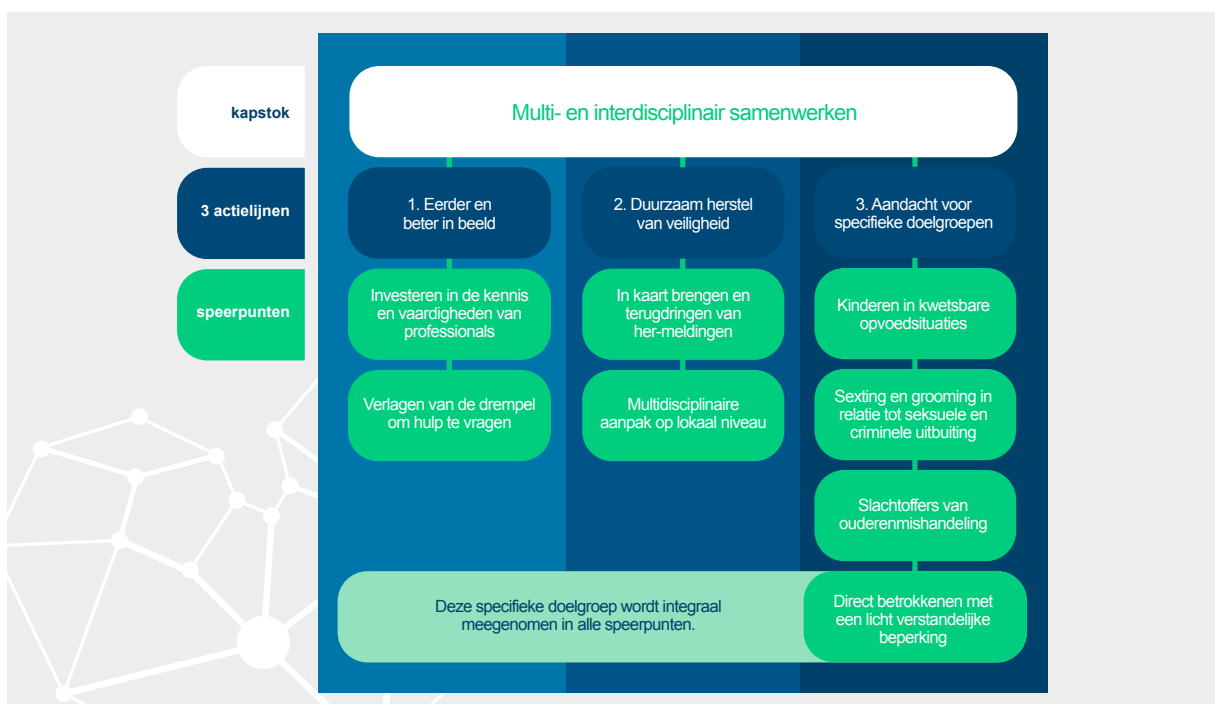 kapstok
Multi- en interdisciplinair samenwerken
3 actielijnen
1. Eerder en
beter in beeld
2. Duurzaam herstel
van veiligheid
3. Aandacht voor
specifieke doelgroepen
speerpunten
Investeren in de kennis
en vaardigheden van
professionals
In kaart brengen en
terugdringen van
her-meldingen
Kinderen in kwetsbare
opvoedsituaties
Verlagen van de drempel
om hulp te vragen
Multidisciplinaire
aanpak op lokaal niveau
Sexting en grooming in
relatie tot seksuele en
criminele uitbuiting
Slachtoffers van
ouderenmishandeling
Deze specifieke doelgroep wordt integraal
meegenomen in alle speerpunten.
Direct betrokkenen met
een licht verstandelijke
beperking